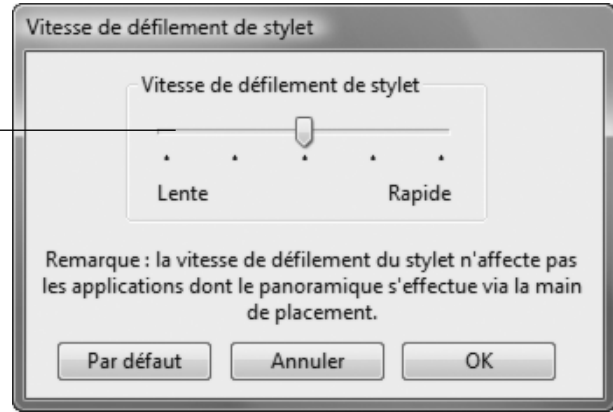 Vitesse de défilement de stylet
Vitesse de défilement de stylet
Lente Rapide
Remarque : la vitesse de défilement du stylet n'affecte pas
les applications dont le panoramique s'effectue via la main
de placement.
Par défaut Annuler OK